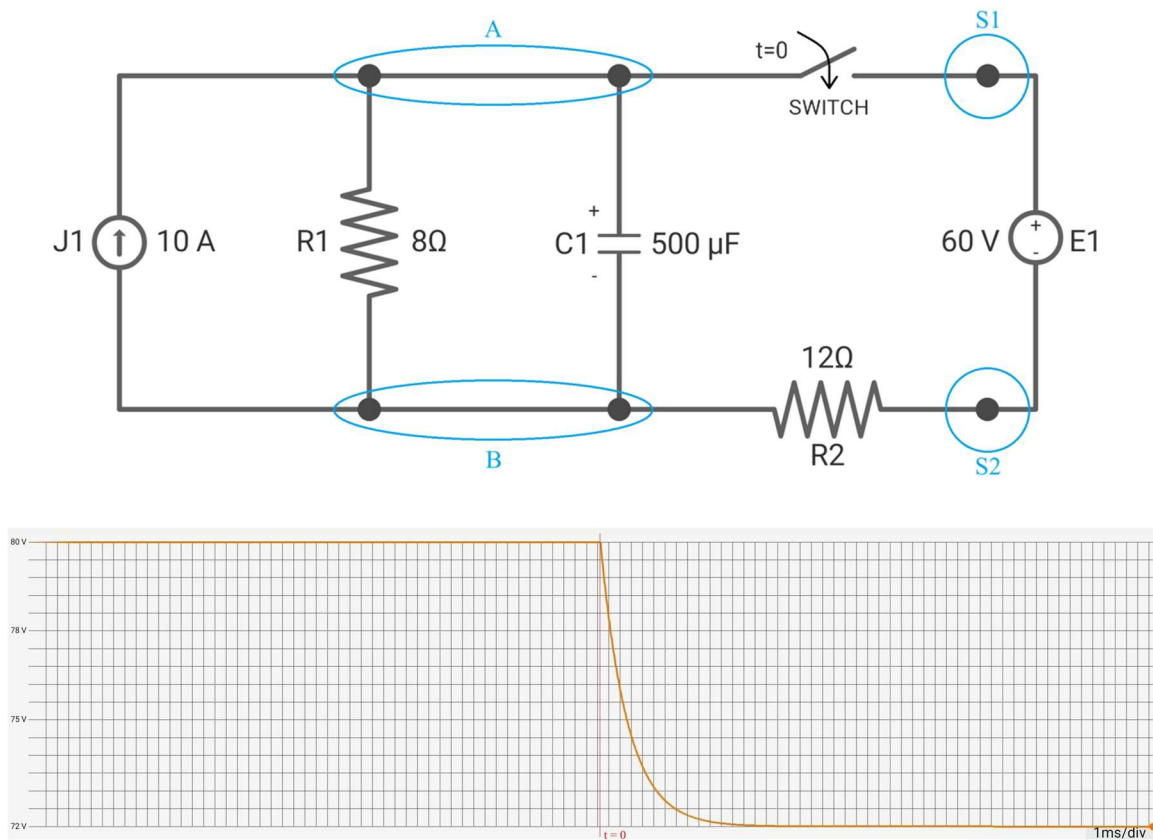 A
S1
t=0
SWITCH
J1
10 A
R1
8Ω
+
C1
500 µF
-
60 V
+
-
E1
12Ω
R2
B
S2
80 V
78 V
75 V
72 V
t = 0
1ms/div